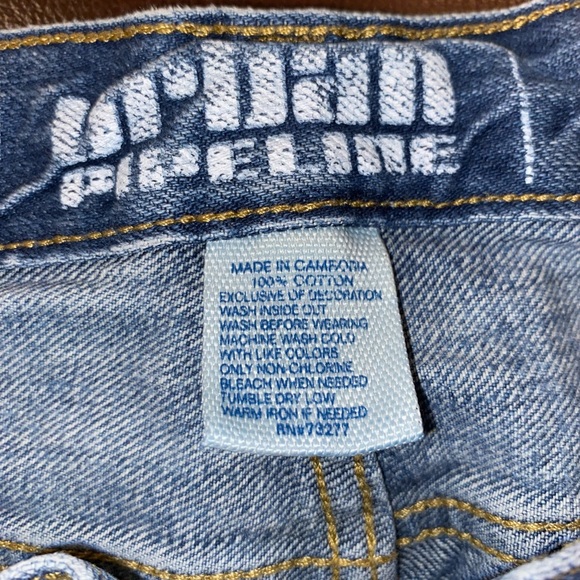 urban
PIPELINE
MADE IN CAMBODIA
100% COTTON
EXCLUSIVE OF DECORATION
WASH INSIDE OUT
WASH BEFORE WEARING
MACHINE WASH COLD
WITH LIKE COLORS
ONLY NON-CHLORINE
BLEACH WHEN NEEDED
TUMBLE DRY LOW
WARM IRON IF NEEDED
RN#73277